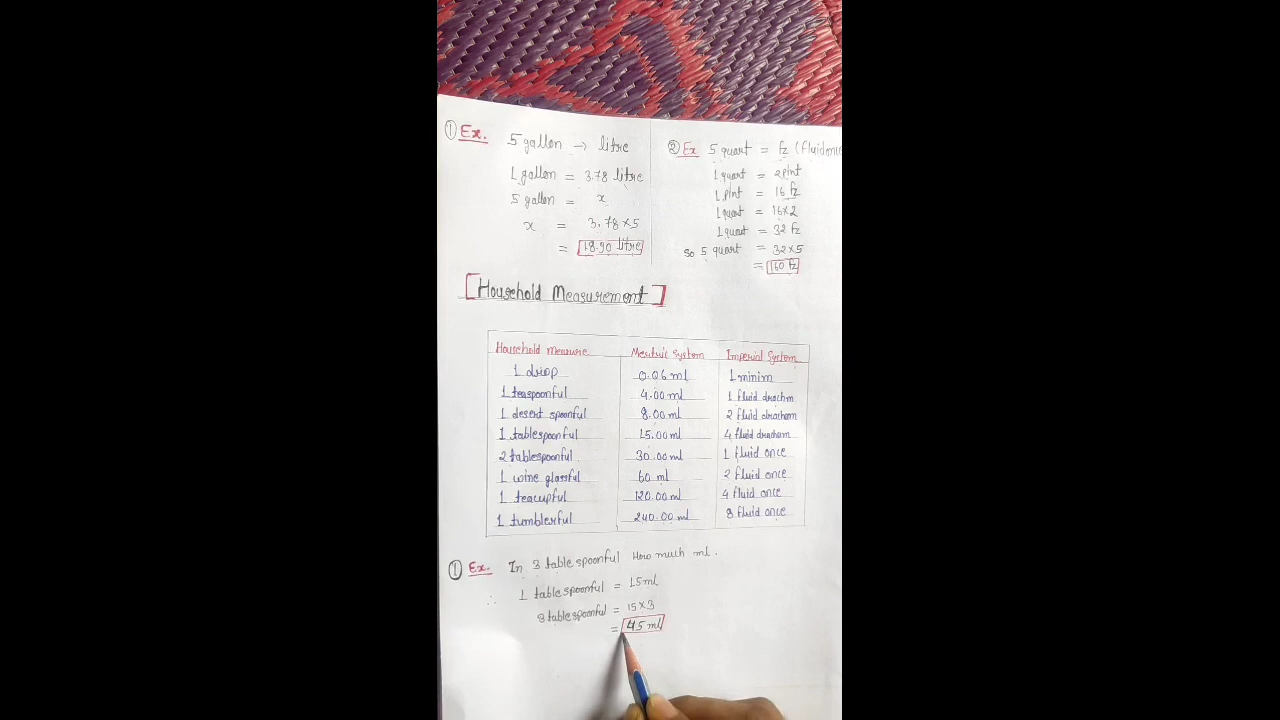 ① Ex. 5 gallon → litre
1 gallon = 3.78 litre
5 gallon = x
x = 3.78×5
= 18.90 litre
② Ex 5 quart = fz (fluidonce
1 quart = 2 pint
1 pint = 16 fz
1 quart = 16×2
1 quart = 32 fz
so 5 quart = 32×5
= 160 fz
[Household Measurement]
Household measure Meutric System Imperial System
1 drop 0.06 ml 1 minim
1 teaspoonful 4.00 ml 1 fluid drachm
1 desert spoonful 8.00 ml 2 fluid dracham
1 tablespoonful 15.00 ml 4 fluid dracham
2 tablespoonful 30.00 ml 1 fluid once
1 wine glassful 60 ml 2 fluid once
1 teacupful 120.00 ml 4 fluid once
1 tumblerful 240.00 ml 8 fluid once
① Ex. In 3 table spoonful How much ml.
∴ 1 table spoonful = 15ml
3 table spoonful = 15×3
= 45 ml